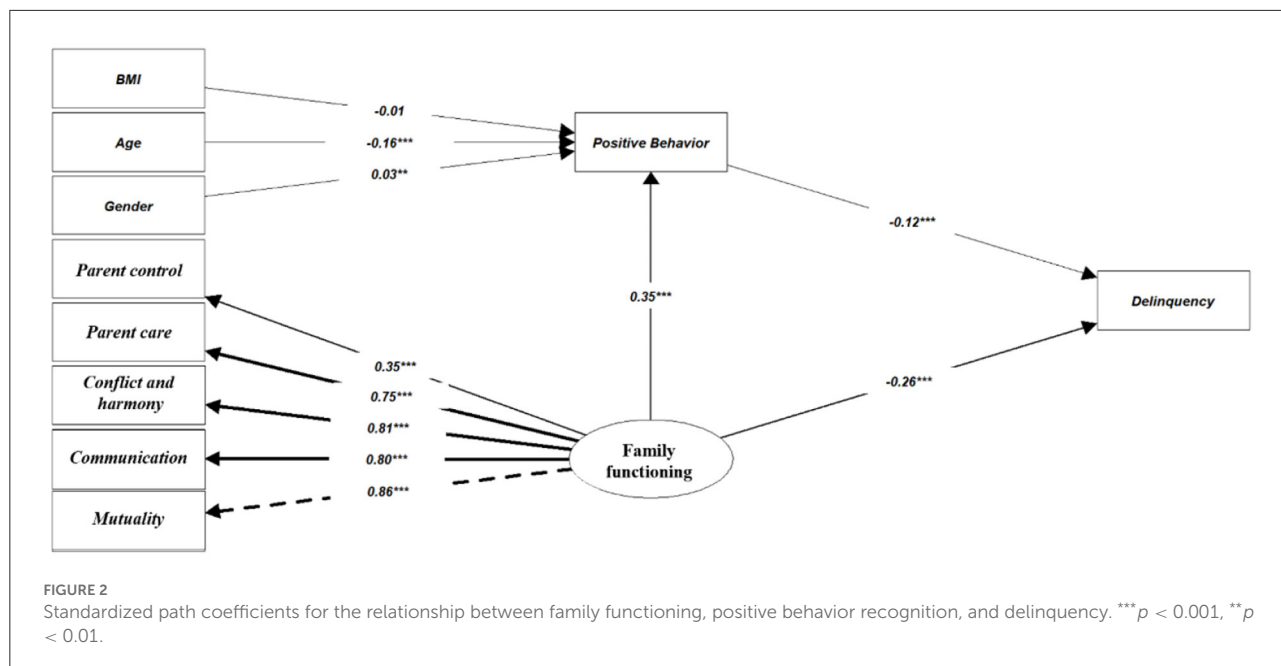 BMI
-0.01
Age
-0.16***
Positive Behavior
Gender
0.03**
Parent control
-0.12***
Parent care
0.35***
Delinquency
0.35***
Conflict and
harmony
0.75***
-0.26***
0.81***
Communication
0.80***
Family
functioning
0.86***
Mutuality
FIGURE 2
Standardized path coefficients for the relationship between family functioning, positive behavior recognition, and delinquency. ***p < 0.001, **p
< 0.01.